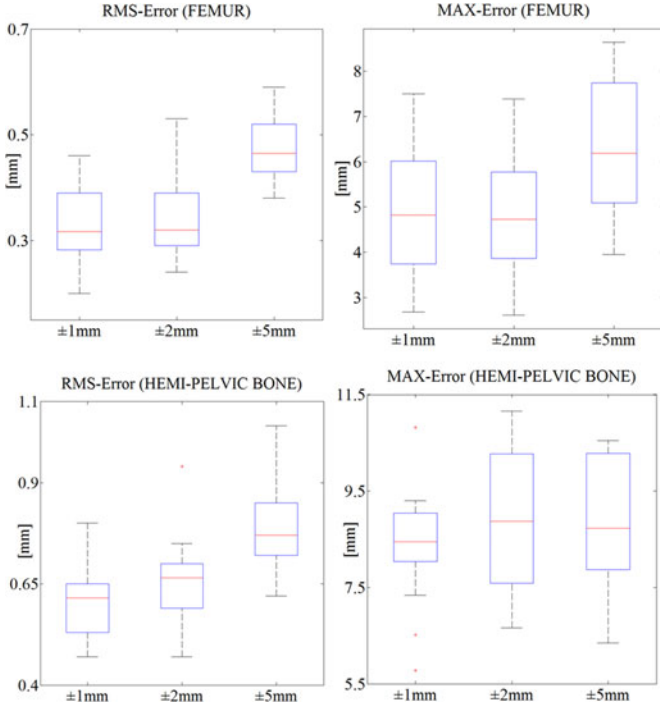 RMS-Error (FEMUR)
0.7
0.5
0.3
[mm]
±1mm ±2mm ±5mm
MAX-Error (FEMUR)
8
7
6
5
4
3
[mm]
±1mm ±2mm ±5mm
RMS-Error (HEMI-PELVIC BONE)
1.1
0.9
0.65
0.4
[mm]
±1mm ±2mm ±5mm
MAX-Error (HEMI-PELVIC BONE)
11.5
9.5
7.5
5.5
[mm]
±1mm ±2mm ±5mm